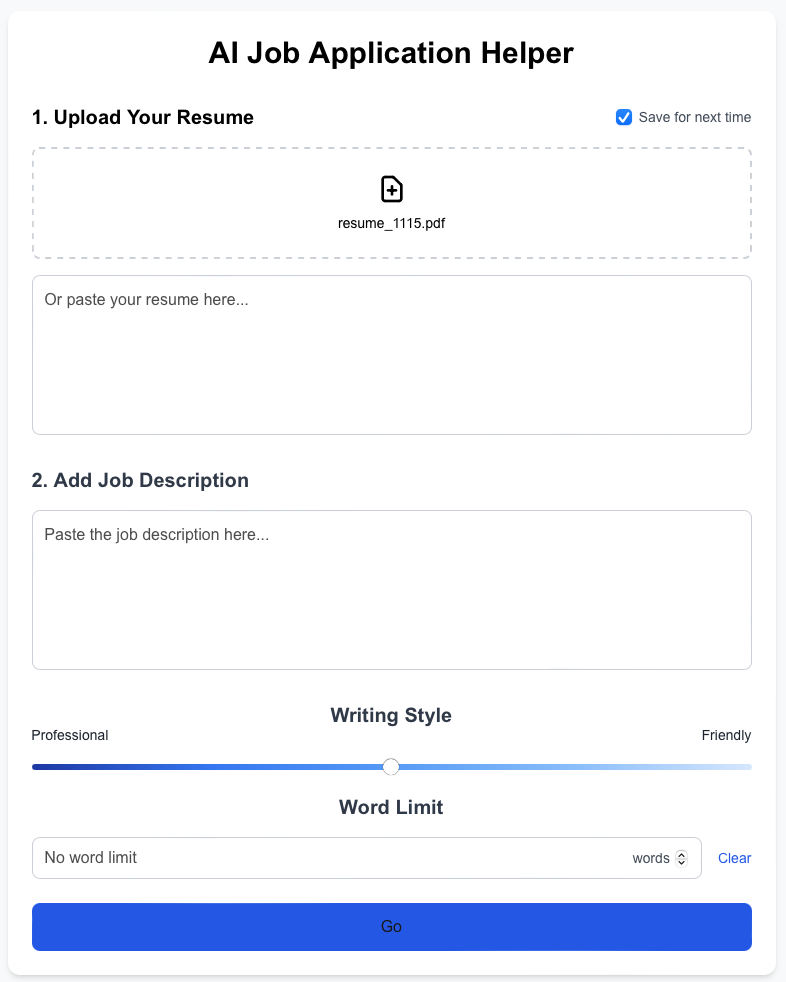 AI Job Application Helper
1. Upload Your Resume
Save for next time
resume_1115.pdf
Or paste your resume here...
2. Add Job Description
Paste the job description here...
Writing Style
Professional
Friendly
Word Limit
No word limit
words
Clear
Go